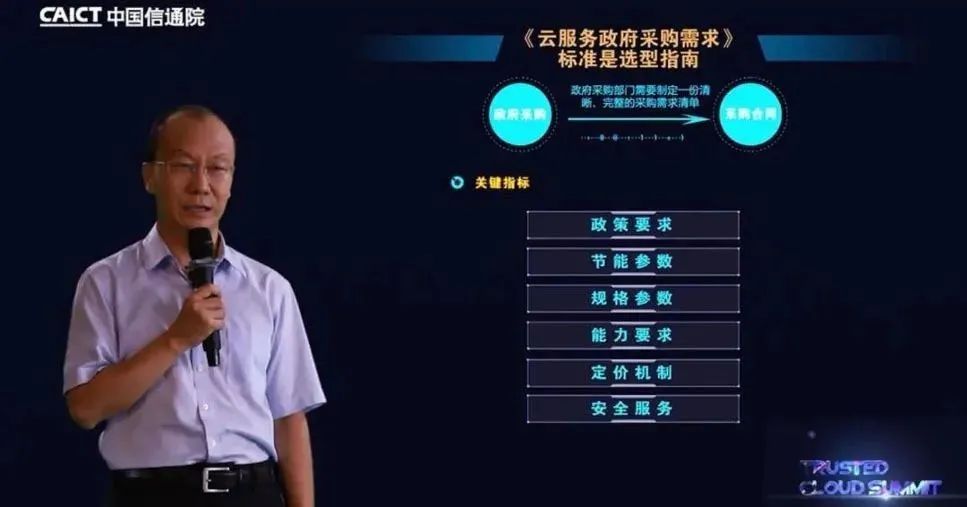 CAICT 中国信通院
《云服务政府采购需求》
标准是选型指南
政府采购部门需要制定一份清
晰、完整的采购需求清单
政府采购
采购合同
关键指标
政策要求
节能参数
规格参数
能力要求
定价机制
安全服务
TRUSTED
CLOUD SUMMIT